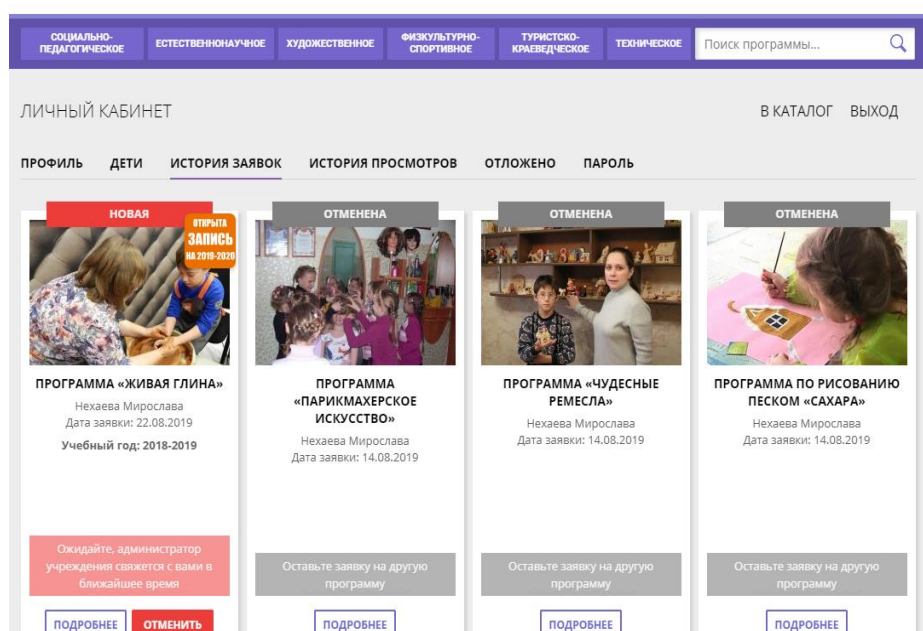 СОЦИАЛЬНО-
ПЕДАГОГИЧЕСКОЕ
ЕСТЕСТВЕННОНАУЧНОЕ
ХУДОЖЕСТВЕННОЕ
ФИЗКУЛЬТУРНО-
СПОРТИВНОЕ
ТУРИСТСКО-
КРАЕВЕДЧЕСКОЕ
ТЕХНИЧЕСКОЕ
Поиск программы...
ЛИЧНЫЙ КАБИНЕТ
В КАТАЛОГ ВЫХОД
ПРОФИЛЬ ДЕТИ ИСТОРИЯ ЗАЯВОК ИСТОРИЯ ПРОСМОТРОВ ОТЛОЖЕНО ПАРОЛЬ
НОВАЯ
ОТКРЫТА
ЗАПИСЬ
НА 2019-2020
ПРОГРАММА «ЖИВАЯ ГЛИНА»
Нехаева Мирослава
Дата заявки: 22.08.2019
Учебный год: 2018-2019
Ожидайте, администратор
учреждения свяжется с вами в
ближайшее время
ПОДРОБНЕЕ ОТМЕНИТЬ
ОТМЕНЕНА
ПРОГРАММА
«ПАРИКМАХЕРСКОЕ
ИСКУССТВО»
Нехаева Мирослава
Дата заявки: 14.08.2019
Оставьте заявку на другую
программу
ПОДРОБНЕЕ
ОТМЕНЕНА
ПРОГРАММА «ЧУДЕСНЫЕ
РЕМЕСЛА»
Нехаева Мирослава
Дата заявки: 14.08.2019
Оставьте заявку на другую
программу
ПОДРОБНЕЕ
ОТМЕНЕНА
ПРОГРАММА ПО РИСОВАНИЮ
ПЕСКОМ «САХАРА»
Нехаева Мирослава
Дата заявки: 14.08.2019
Оставьте заявку на другую
программу
ПОДРОБНЕЕ